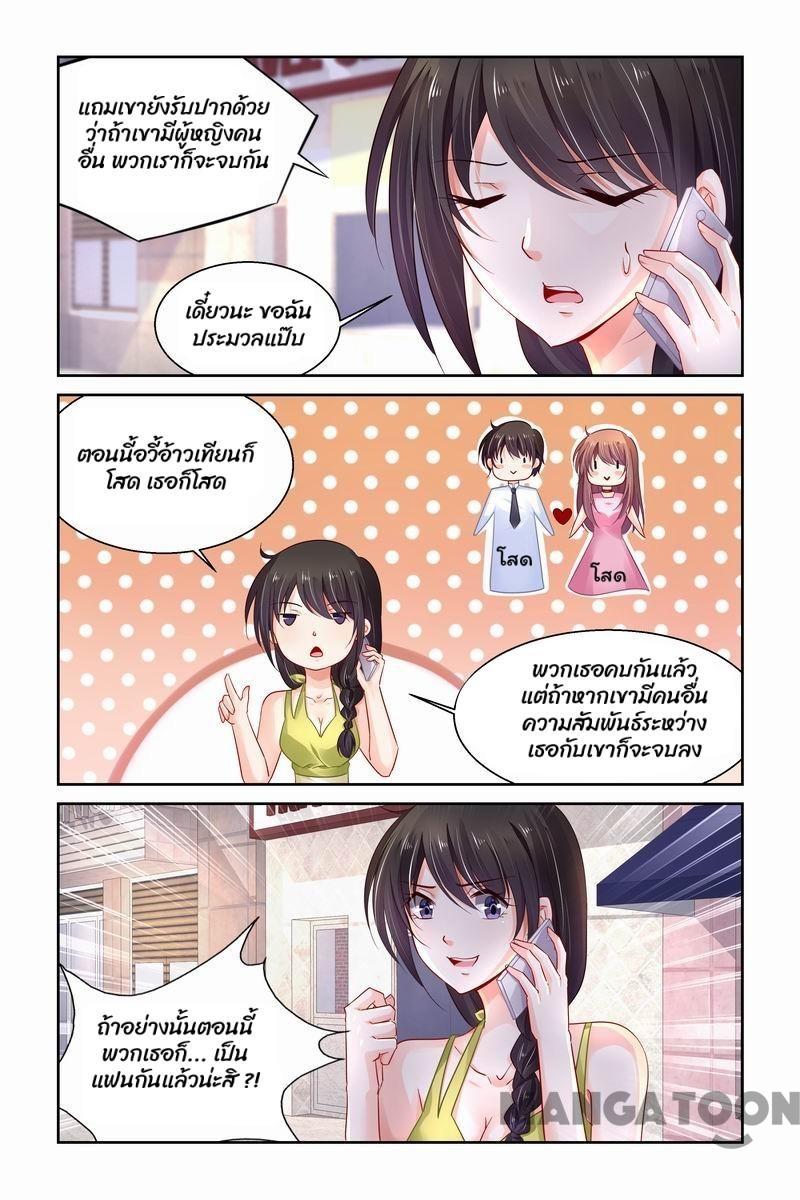 แถมเขายังรับปากด้วย
ว่าถ้าเขามีผู้หญิงคน
อื่น พวกเราก็จะจบกัน
เดี๋ยวนะ ขอฉัน
ประมวลแป๊บ
ตอนนี้อวี้อ้าวเทียนก็
โสด เธอก็โสด
โสด
โสด
พวกเธอคบกันแล้ว
แต่ถ้าหากเขามีคนอื่น
ความสัมพันธ์ระหว่าง
เธอกับเขาก็จะจบลง
ถ้าอย่างนั้นตอนนี้
พวกเธอก็... เป็น
แฟนกันแล้วน่ะสิ ?!
MANGATOON